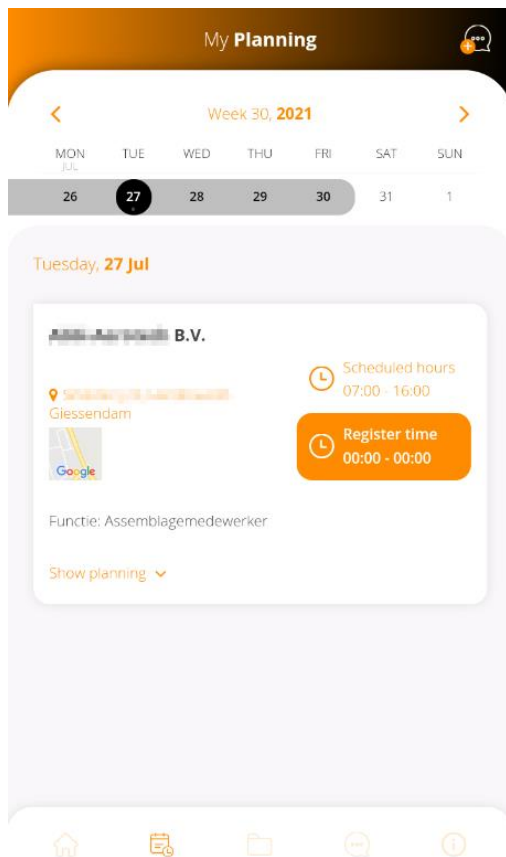 My Planning
Week 30, 2021
MON TUE WED THU FRI SAT SUN
JUL
26 27 28 29 30 31 1
Tuesday, 27 Jul
B.V.
Scheduled hours
07:00 - 16:00
Giessendam
Register time
00:00 - 00:00
Google
Functie: Assemblagemedewerker
Show planning